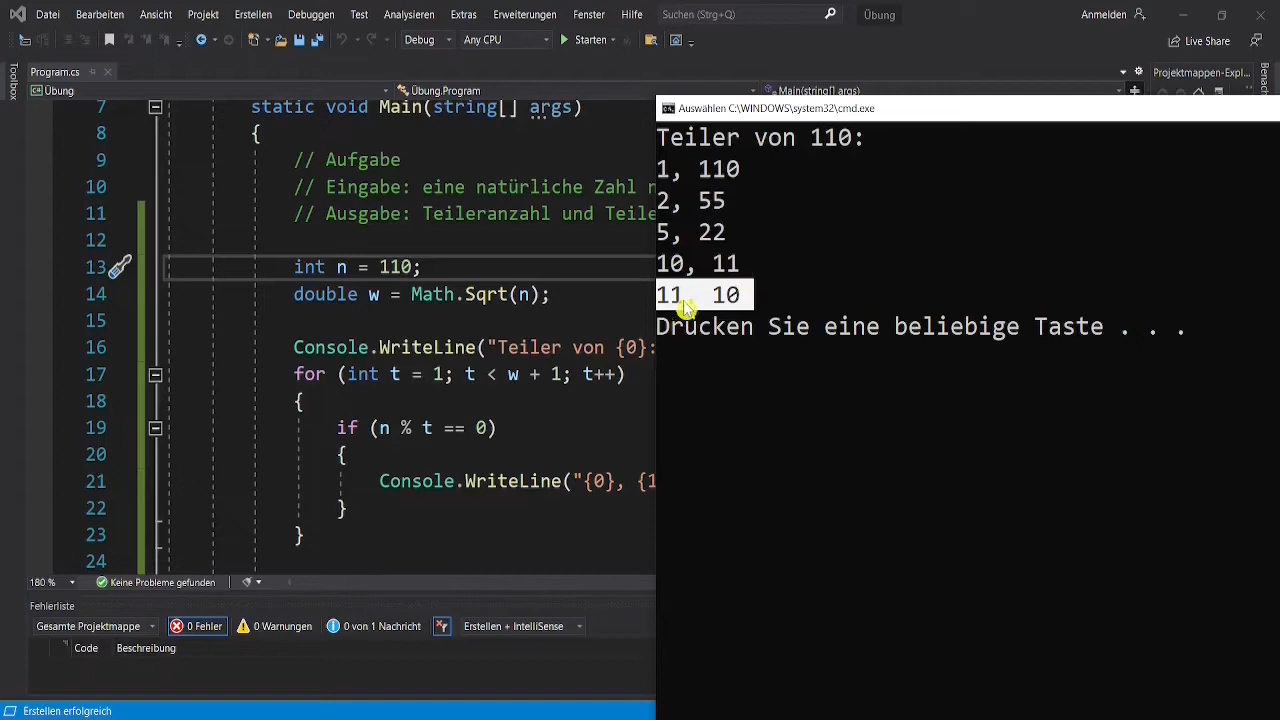 Datei Bearbeiten Ansicht Projekt Erstellen Debuggen Test Analysieren Extras Erweiterungen Fenster Hilfe Suchen (Strg+Q) Übung Anmelden
Debug Any CPU Starten Live Share
Toolbox
Program.cs Projektmappen-Expl...
Übung Übung.Program Main(string[] args)
7 static void Main(string[] args)
8 {
9 // Aufgabe
10 // Eingabe: eine natürliche Zahl n
11 // Ausgabe: Teileranzahl und Teile
12
13 int n = 110;
14 double w = Math.Sqrt(n);
15
16 Console.WriteLine("Teiler von {0}:
17 for (int t = 1; t < w + 1; t++)
18 {
19 if (n % t == 0)
20 {
21 Console.WriteLine("{0}, {1
22 }
23 }
24
180 % Keine Probleme gefunden
Fehlerliste
Gesamte Projektmappe 0 Fehler 0 Warnungen 0 von 1 Nachricht Erstellen + IntelliSense
Code Beschreibung
Erstellen erfolgreich
Auswählen C:\WINDOWS\system32\cmd.exe
Teiler von 110:
1, 110
2, 55
5, 22
10, 11
11, 10
Drücken Sie eine beliebige Taste . . .